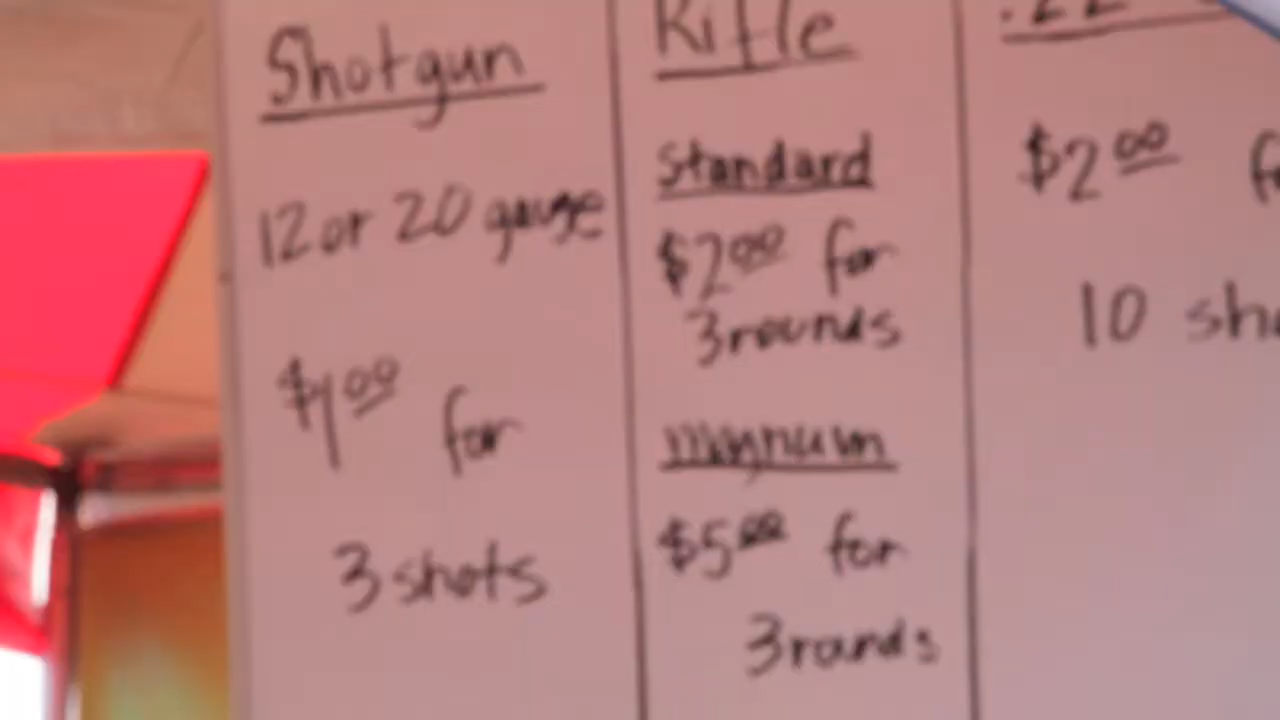 Shotgun
12 or 20 gauge
$1.00 for
3 shots
Rifle
Standard
$2.00 for
3 rounds
Magnum
$5.00 for
3 rounds
.22
$2.00
10